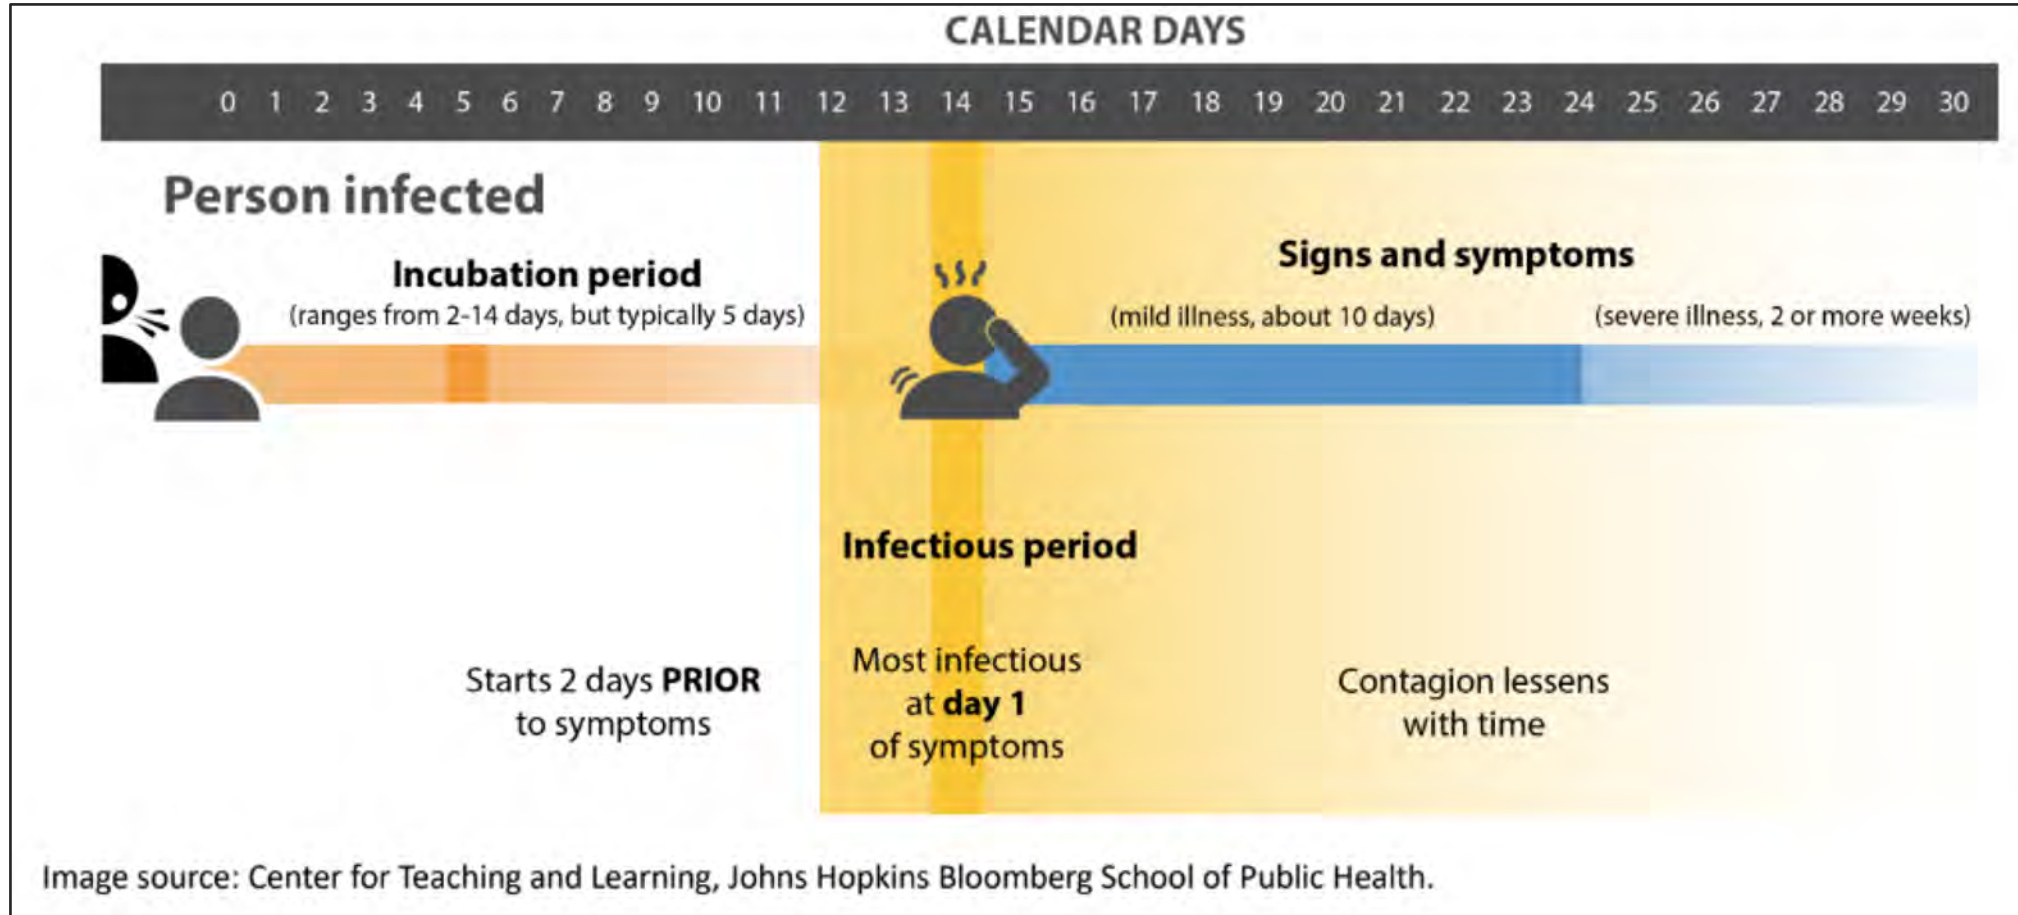 CALENDAR DAYS
0 1 2 3 4 5 6 7 8 9 10 11 12 13 14 15 16 17 18 19 20 21 22 23 24 25 26 27 28 29 30
Person infected
Incubation period
(ranges from 2-14 days, but typically 5 days)
Signs and symptoms
(mild illness, about 10 days)
(severe illness, 2 or more weeks)
Infectious period
Starts 2 days PRIOR
to symptoms
Most infectious
at day 1
of symptoms
Contagion lessens
with time
Image source: Center for Teaching and Learning, Johns Hopkins Bloomberg School of Public Health.